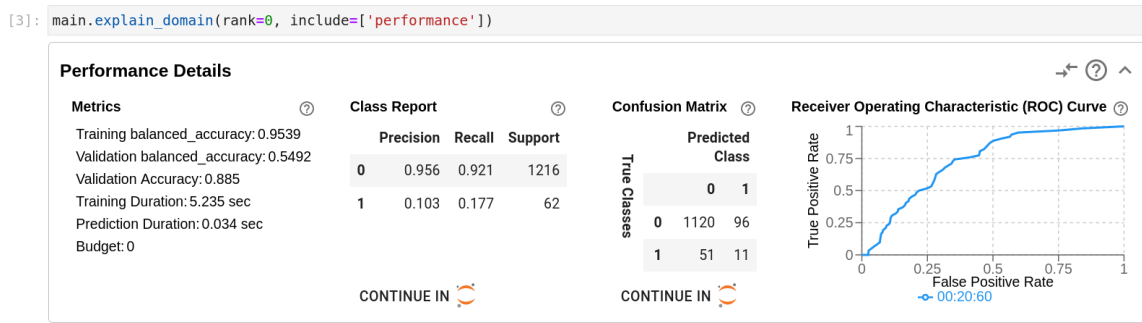 [3]: main.explain_domain(rank=0, include=['performance'])
Performance Details
Metrics
Training balanced_accuracy: 0.9539
Validation balanced_accuracy: 0.5492
Validation Accuracy: 0.885
Training Duration: 5.235 sec
Prediction Duration: 0.034 sec
Budget: 0
Class Report
Precision Recall Support
0 0.956 0.921 1216
1 0.103 0.177 62
CONTINUE IN
Confusion Matrix
Predicted
Class
True Classes
0 1
0 1120 96
1 51 11
CONTINUE IN
Receiver Operating Characteristic (ROC) Curve
True Positive Rate
1
0.75
0.5
0.25
0
0 0.25 0.5 0.75 1
False Positive Rate
00:20:60